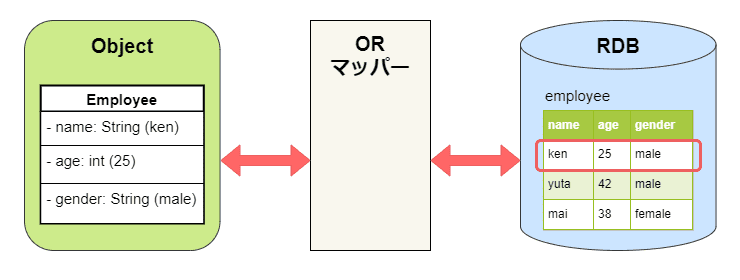 Object
Employee
- name: String (ken)
- age: int (25)
- gender: String (male)
OR
マッパー
RDB
employee
name age gender
ken 25 male
yuta 42 male
mai 38 female